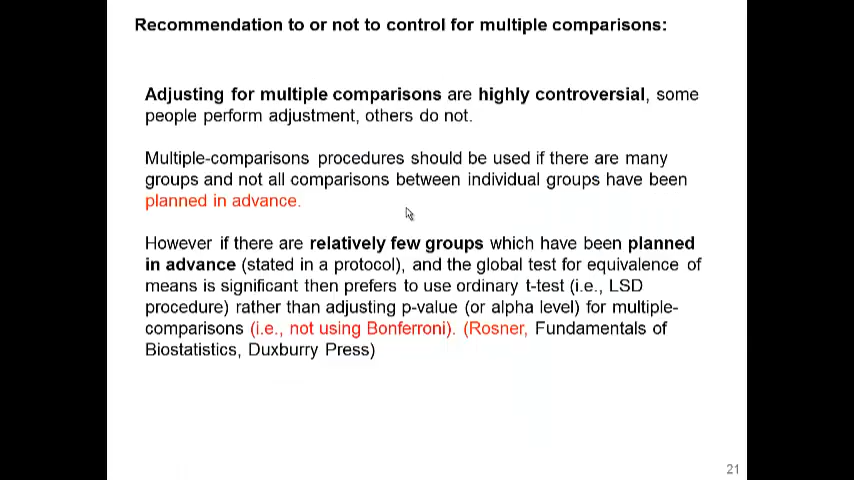 Recommendation to or not to control for multiple comparisons:
Adjusting for multiple comparisons are highly controversial, some
people perform adjustment, others do not.
Multiple-comparisons procedures should be used if there are many
groups and not all comparisons between individual groups have been
planned in advance.
However if there are relatively few groups which have been planned
in advance (stated in a protocol), and the global test for equivalence of
means is significant then prefers to use ordinary t-test (i.e., LSD
procedure) rather than adjusting p-value (or alpha level) for multiple-
comparisons (i.e., not using Bonferroni). (Rosner, Fundamentals of
Biostatistics, Duxburry Press)
21